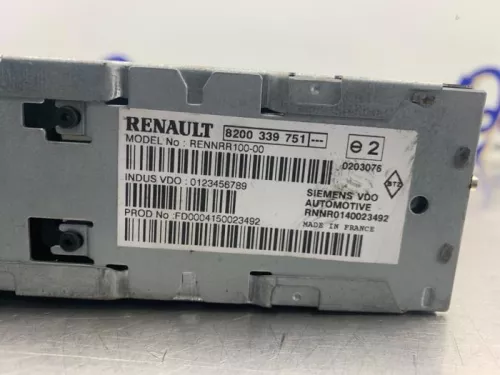 RENAULT 8200 339 751 ---
e 2
MODEL No : RENNRR100-00
0203076
INDUS VDO : 0123456789
SIEMENS VDO
AUTOMOTIVE
RNNR0140023492
PROD No : FD0004150023492
MADE IN FRANCE